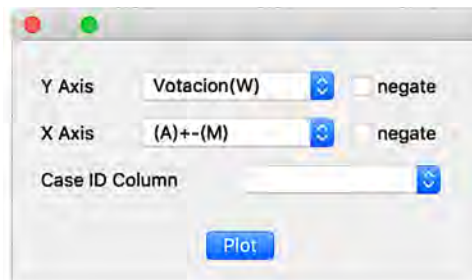 Y Axis Votacion(W) negate
X Axis (A)+-(M) negate
Case ID Column
Plot